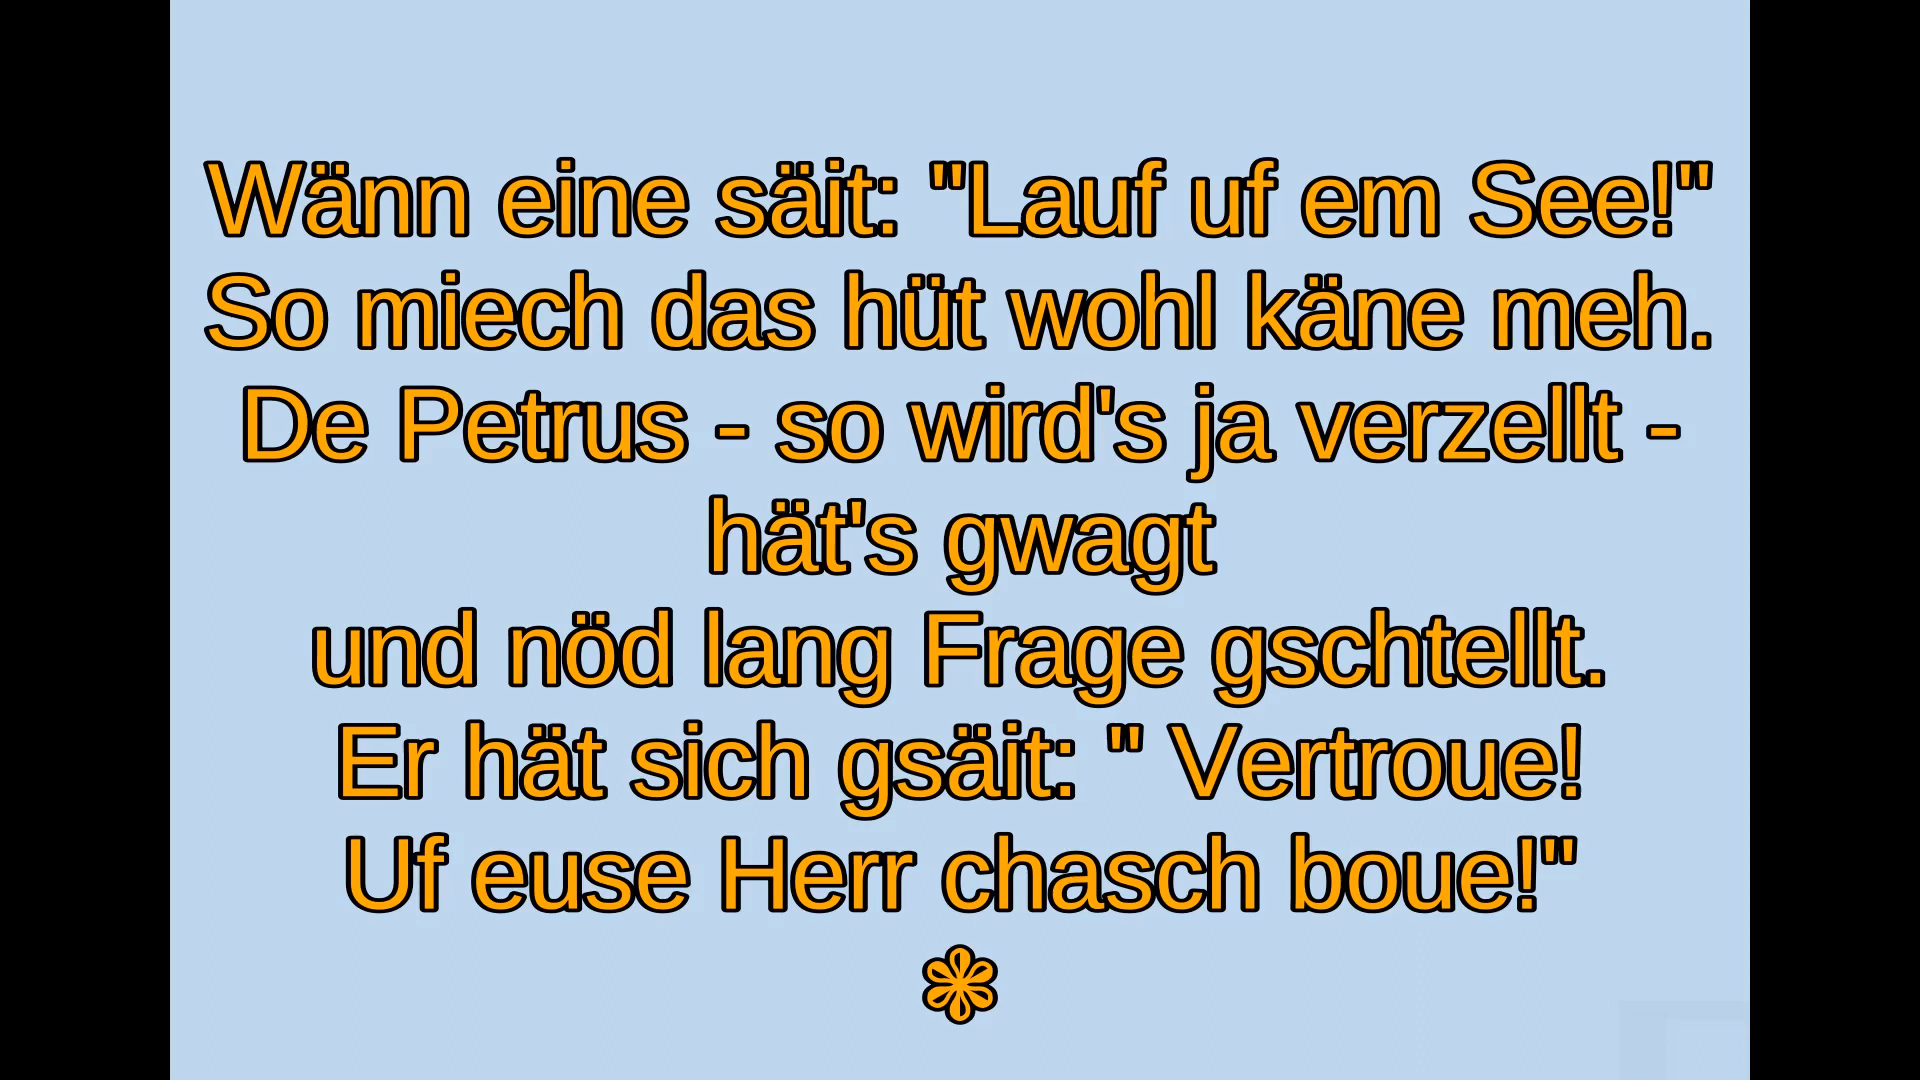 Wänn eine säit: "Lauf uf em See!"
So miech das hüt wohl käne meh.
De Petrus - so wird's ja verzellt -
hät's gwagt
und nöd lang Frage gschtellt.
Er hät sich gsäit: " Vertroue!
Uf euse Herr chasch boue!"
❃